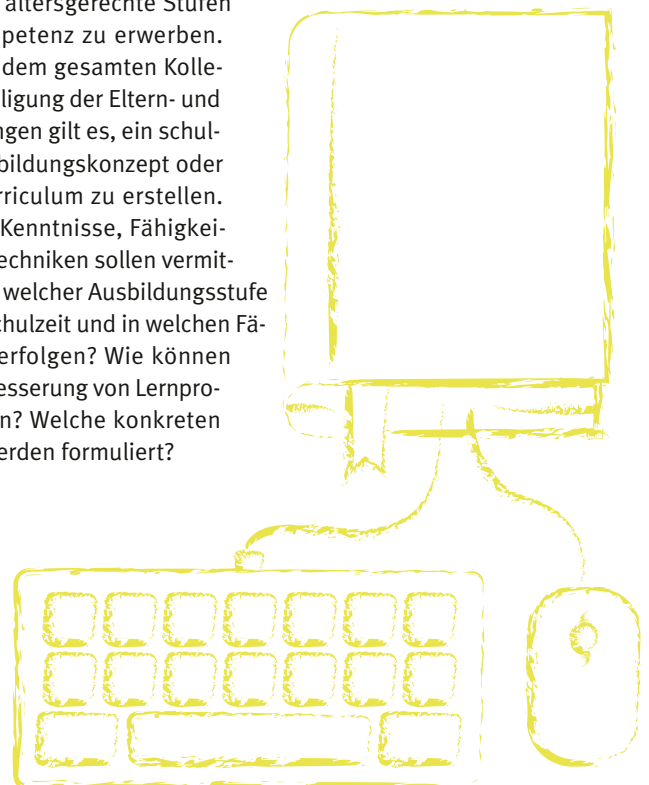 altersgerechte Stufen
petenz zu erwerben.
dem gesamten Kolle-
ligung der Eltern- und
ngen gilt es, ein schul-
bildungskonzept oder
rriculum zu erstellen.
Kenntnisse, Fähigkei-
echniken sollen vermit-
welcher Ausbildungsstufe
chulzeit und in welchen Fä-
erfolgen? Wie können
esserung von Lernpro-
n? Welche konkreten
erden formuliert?